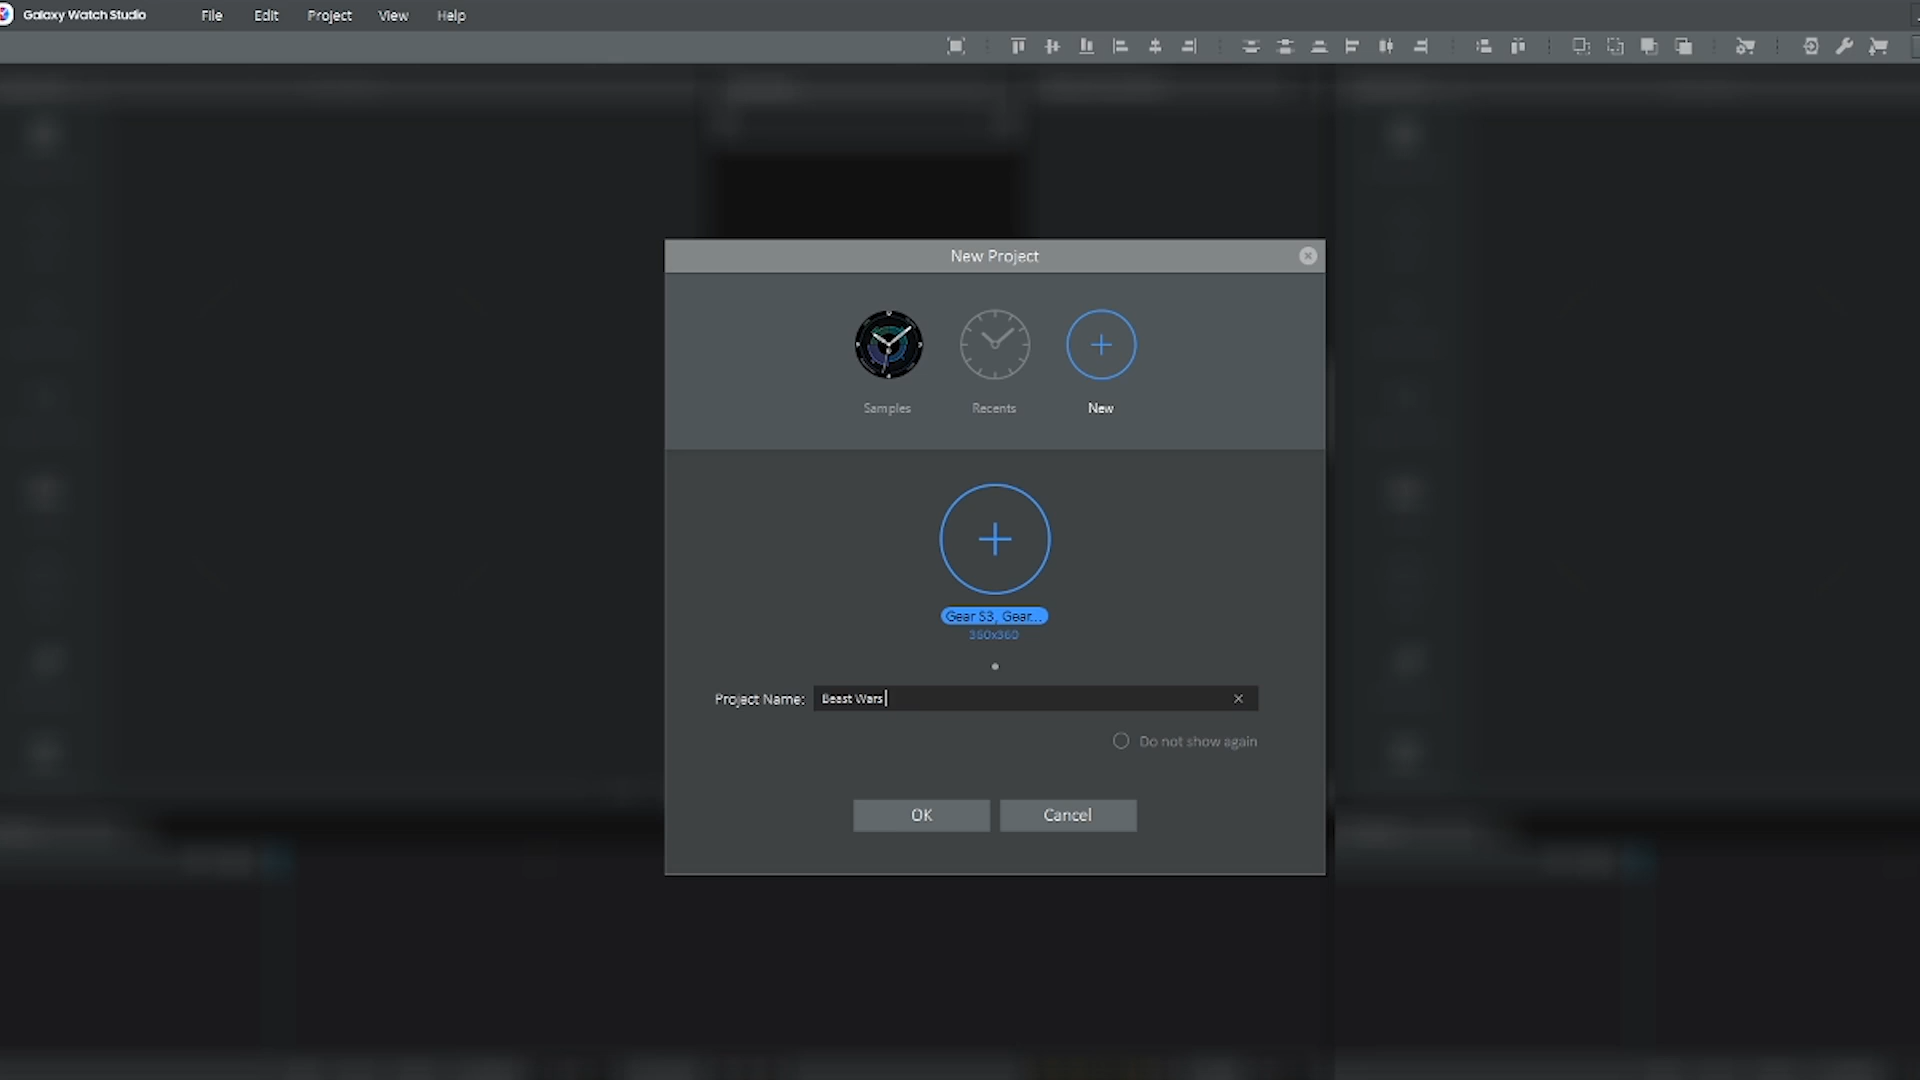 Galaxy Watch Studio File Edit Project View Help
New Project
Samples Recents New
Gear S3, Gear...
360x360
Project Name: Beast Wars
Do not show again
OK Cancel